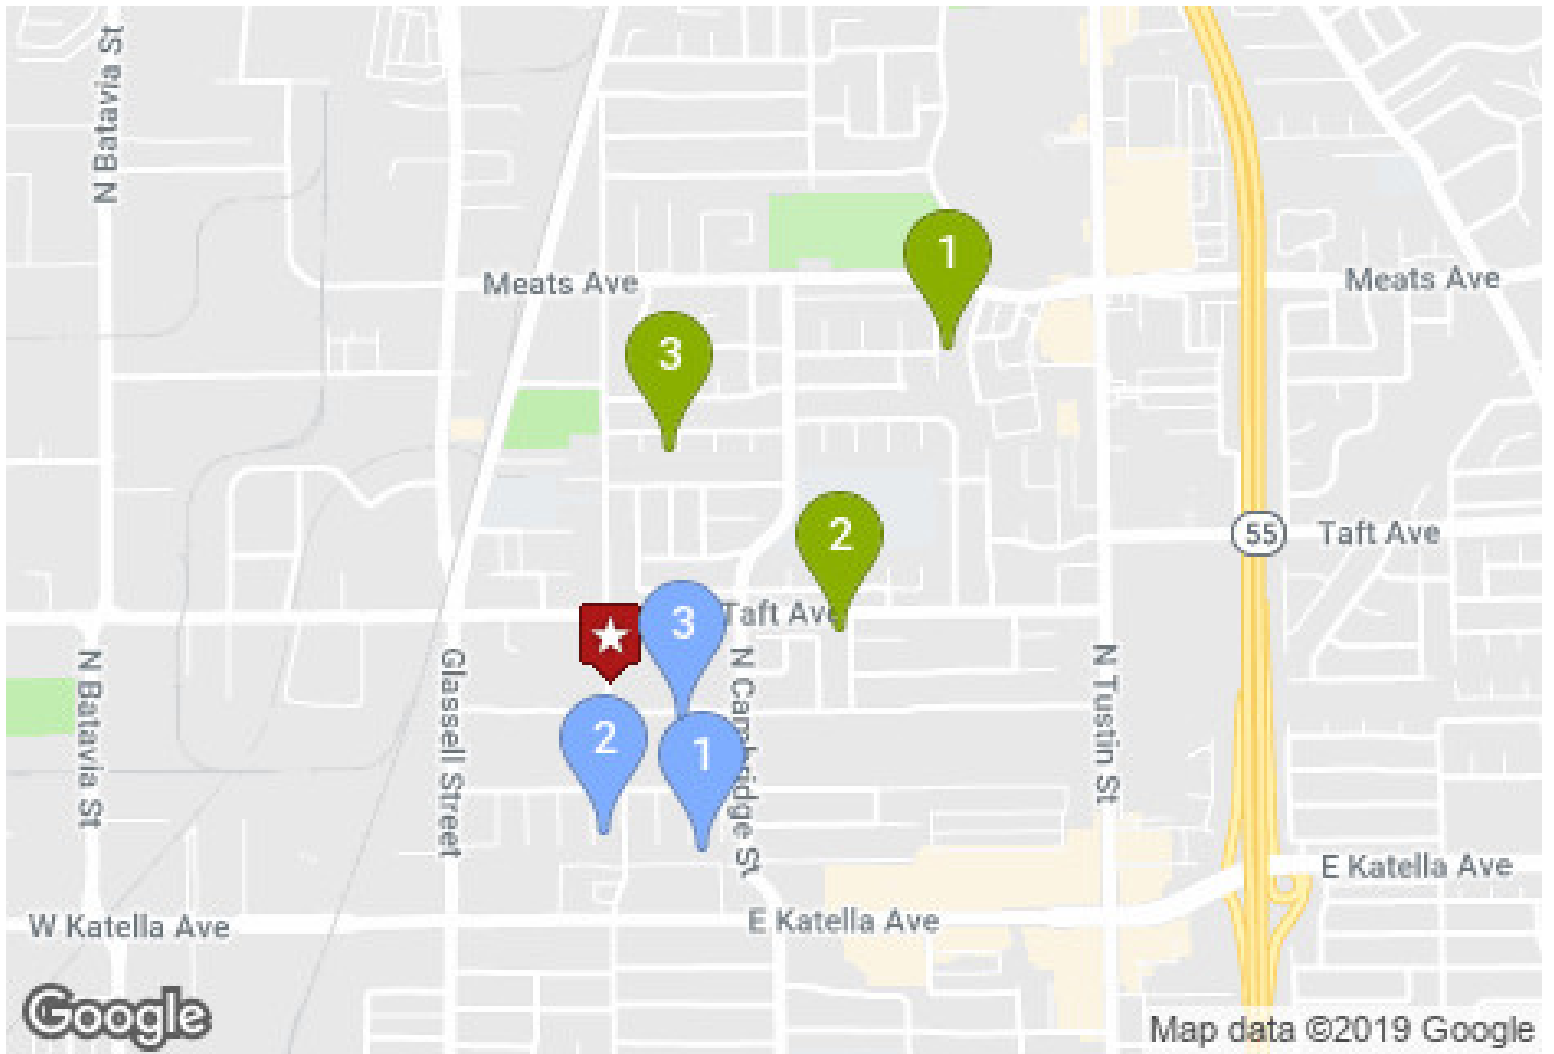 N Batavia St
Meats Ave
1
Meats Ave
3
2
55
Taft Ave
Taft Ave
3
N Batavia St
Glassell Street
N Cambridge St
N Tustin St
2
1
E Katella Ave
W Katella Ave
E Katella Ave
Google
Map data ©2019 Google